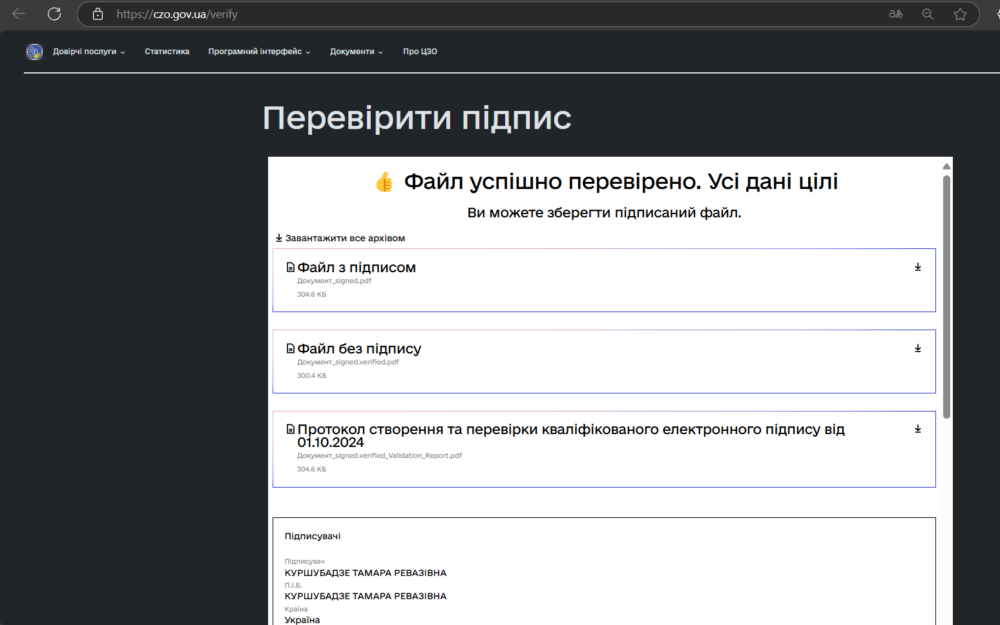 https://czo.gov.ua/verify
Довірчі послуги Статистика Програмний інтерфейс Документи Про ЦЗО
Перевірити підпис
Файл успішно перевірено. Усі дані цілі
Ви можете зберегти підписаний файл.
Завантажити все архівом
Файл з підписом
Документ_signed.pdf
304.6 КБ
Файл без підпису
Документ_signed.verified.pdf
300.4 КБ
Протокол створення та перевірки кваліфікованого електронного підпису від
01.10.2024
Документ_signed.verified_Validation_Report.pdf
304.6 КБ
Підписувачі
Підписувач
КУРШУБАДЗЕ ТАМАРА РЕВАЗІВНА
П.І.Б.
КУРШУБАДЗЕ ТАМАРА РЕВАЗІВНА
Країна
Україна